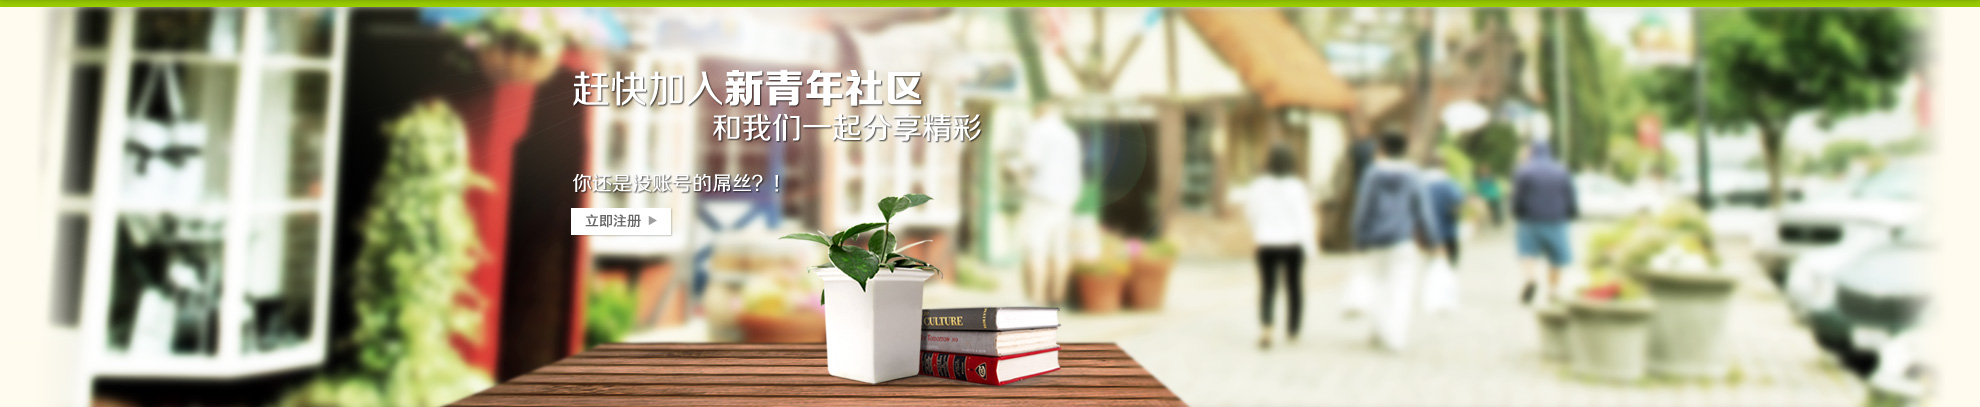 赶快加入新青年社区
和我们一起分享精彩
你还是没账号的屌丝？！
立即注册 ▶
CULTURE
Tomorrow